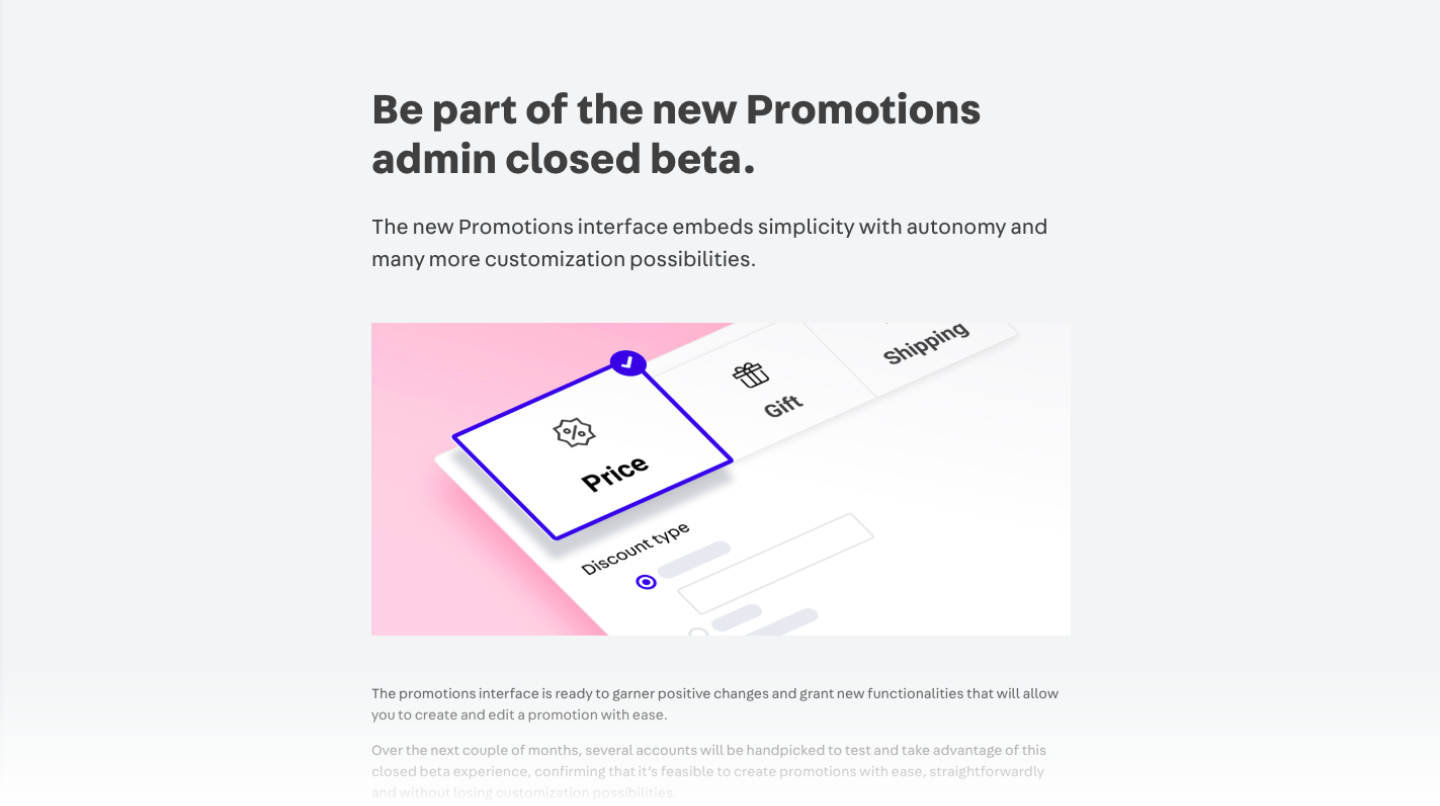 Be part of the new Promotions
admin closed beta.
The new Promotions interface embeds simplicity with autonomy and
many more customization possibilities.
Shipping
Gift
%
Price
Discount type
The promotions interface is ready to garner positive changes and grant new functionalities that will allow
you to create and edit a promotion with ease.
Over the next couple of months, several accounts will be handpicked to test and take advantage of this
closed beta experience, confirming that it’s feasible to create promotions with ease, straightforwardly
and without losing customization possibilities.